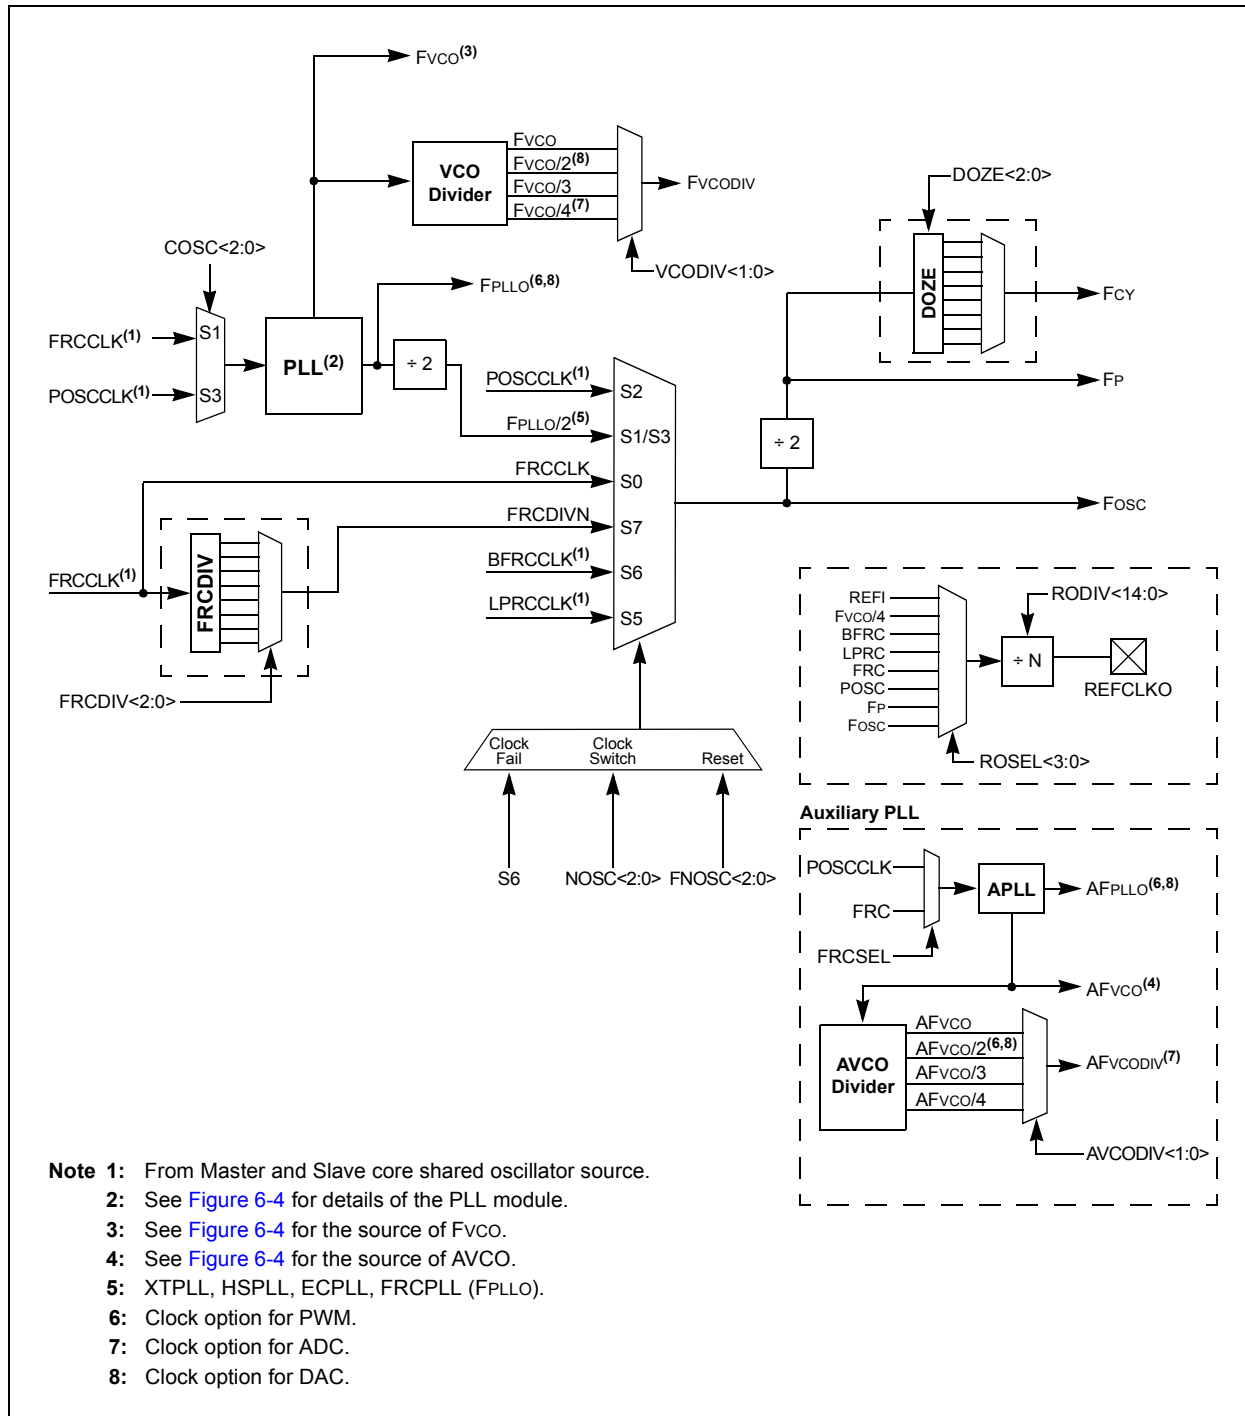 FVCO(3)
VCO
Divider
FVCO
FVCO/2(8)
FVCO/3
FVCO/4(7)
FVCODIV
VCODIV<1:0>
DOZE<2:0>
DOZE
FCY
COSC<2:0>
FPLLO(6,8)
FRCCLK(1)
S1
POSCCLK(1)
S3
PLL(2)
÷ 2
POSCCLK(1)
S2
FPLLO/2(5)
S1/S3
FRCCLK
S0
FRCDIVN
S7
BFRCCLK(1)
S6
LPRCCLK(1)
S5
FP
÷ 2
FOSC
FRCCLK(1)
FRCDIV
FRCDIV<2:0>
Clock
Fail
Clock
Switch
Reset
S6
NOSC<2:0>
FNOSC<2:0>
REFI
FVCO/4
BFRC
LPRC
FRC
POSC
FP
FOSC
RODIV<14:0>
÷ N
REFCLKO
ROSEL<3:0>
Auxiliary PLL
POSCCLK
FRC
FRCSEL
APLL
AFPLLO(6,8)
AFVCO(4)
AVCO
Divider
AFVCO
AFVCO/2(6,8)
AFVCO/3
AFVCO/4
AFVCODIV(7)
AVCODIV<1:0>
Note 1: From Master and Slave core shared oscillator source.
2: See Figure 6-4 for details of the PLL module.
3: See Figure 6-4 for the source of FVCO.
4: See Figure 6-4 for the source of AVCO.
5: XTPLL, HSPLL, ECPLL, FRCPLL (FPLLO).
6: Clock option for PWM.
7: Clock option for ADC.
8: Clock option for DAC.